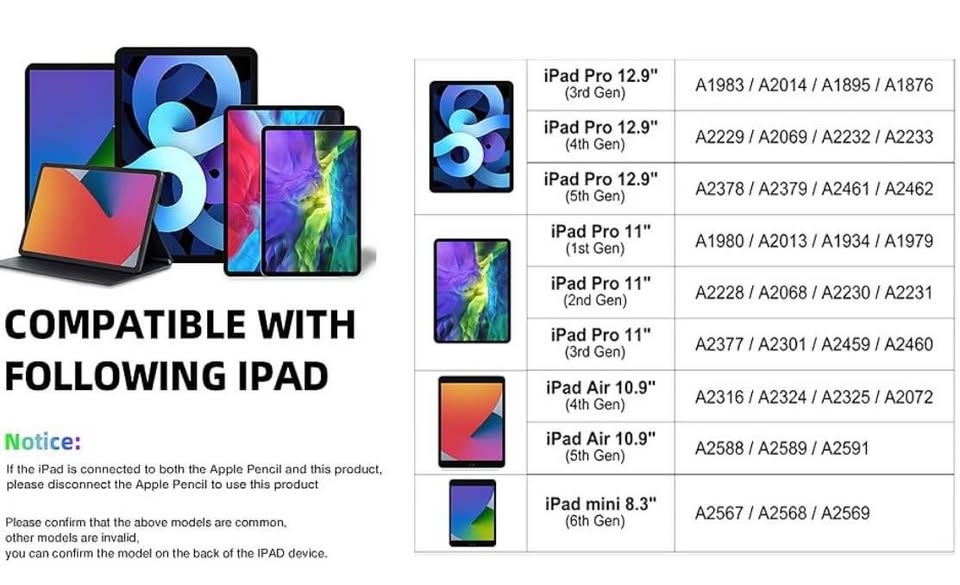 COMPATIBLE WITH
FOLLOWING IPAD
Notice:
If the iPad is connected to both the Apple Pencil and this product,
please disconnect the Apple Pencil to use this product
Please confirm that the above models are common,
other models are invalid,
you can confirm the model on the back of the IPAD device.
iPad Pro 12.9"
(3rd Gen)
A1983 / A2014 / A1895 / A1876
iPad Pro 12.9"
(4th Gen)
A2229 / A2069 / A2232 / A2233
iPad Pro 12.9"
(5th Gen)
A2378 / A2379 / A2461 / A2462
iPad Pro 11"
(1st Gen)
A1980 / A2013 / A1934 / A1979
iPad Pro 11"
(2nd Gen)
A2228 / A2068 / A2230 / A2231
iPad Pro 11"
(3rd Gen)
A2377 / A2301 / A2459 / A2460
iPad Air 10.9"
(4th Gen)
A2316 / A2324 / A2325 / A2072
iPad Air 10.9"
(5th Gen)
A2588 / A2589 / A2591
iPad mini 8.3"
(6th Gen)
A2567 / A2568 / A2569